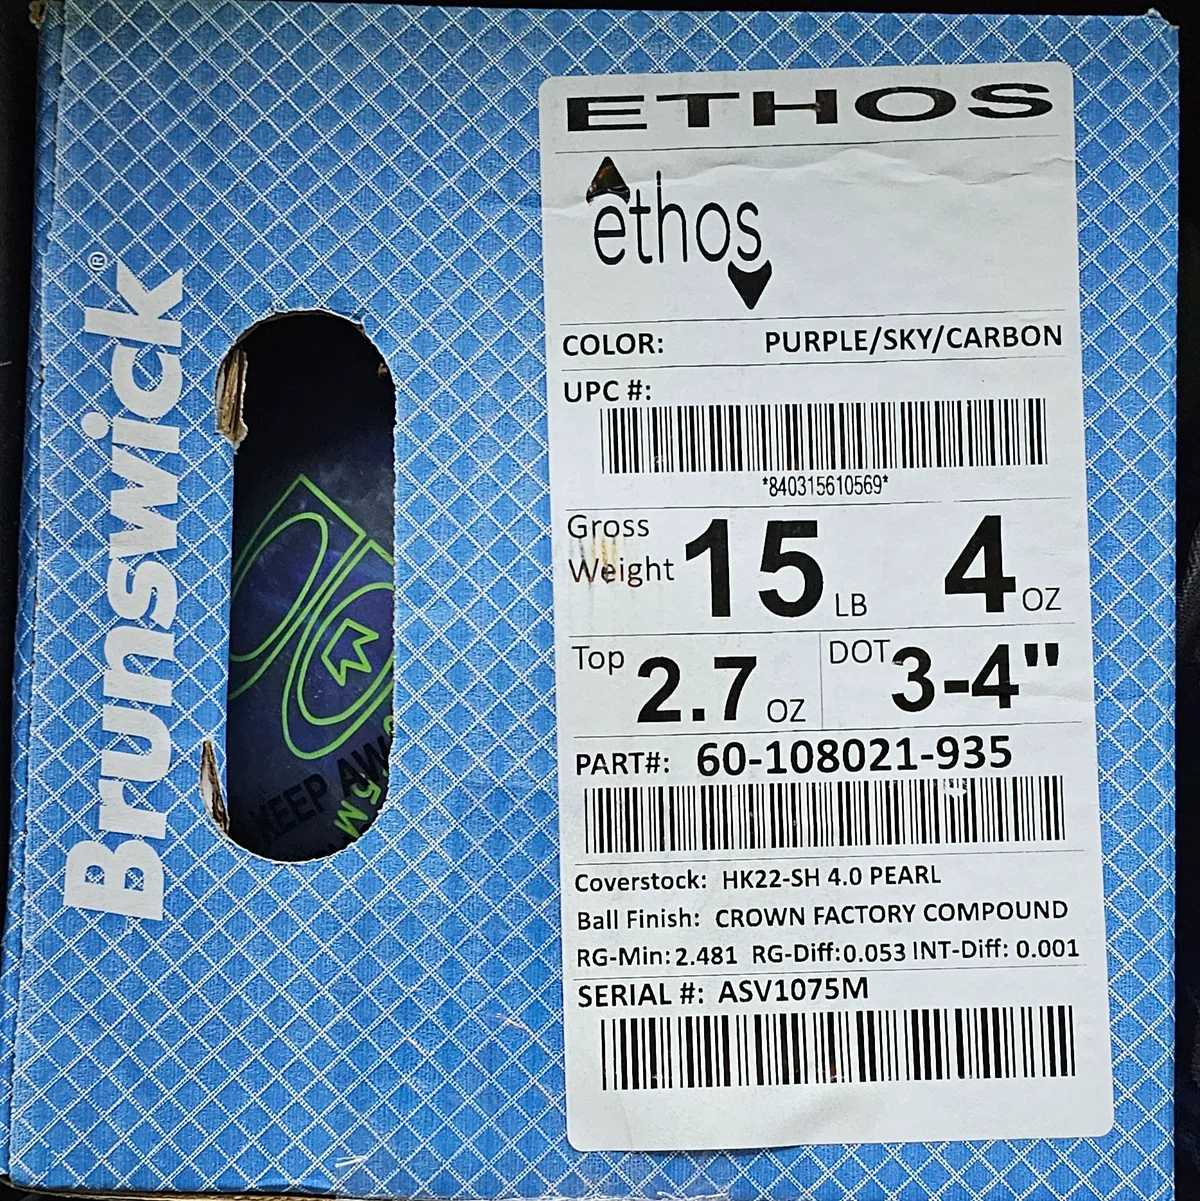 Brunswick®
KEEP AW
5M
ETHOS
ethos
COLOR: PURPLE/SKY/CARBON
UPC #:
*840315610569*
Gross Weight 15 LB 4 OZ
Top 2.7 OZ DOT 3-4"
PART#: 60-108021-935
Coverstock: HK22-SH 4.0 PEARL
Ball Finish: CROWN FACTORY COMPOUND
RG-Min: 2.481 RG-Diff: 0.053 INT-Diff: 0.001
SERIAL #: ASV1075M